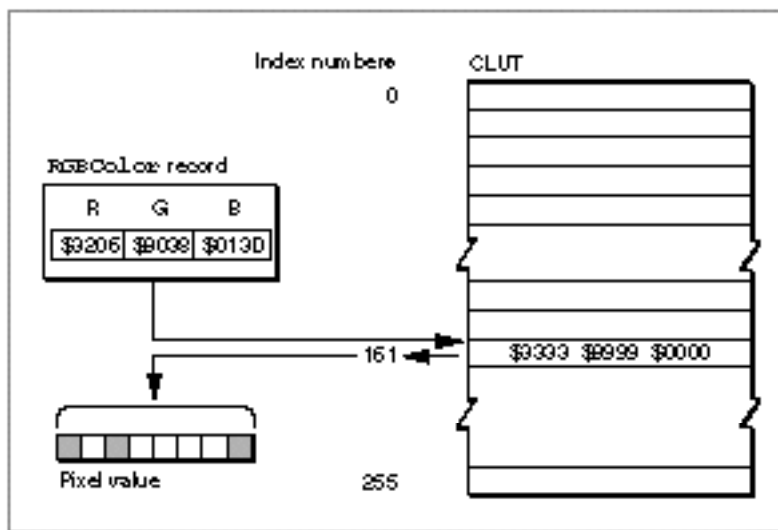 Index numbers
CLUT
0
RGBColor record
R G B
$3206 $9038 $013D
161
$3333 $9999 $0000
Pixel value
255